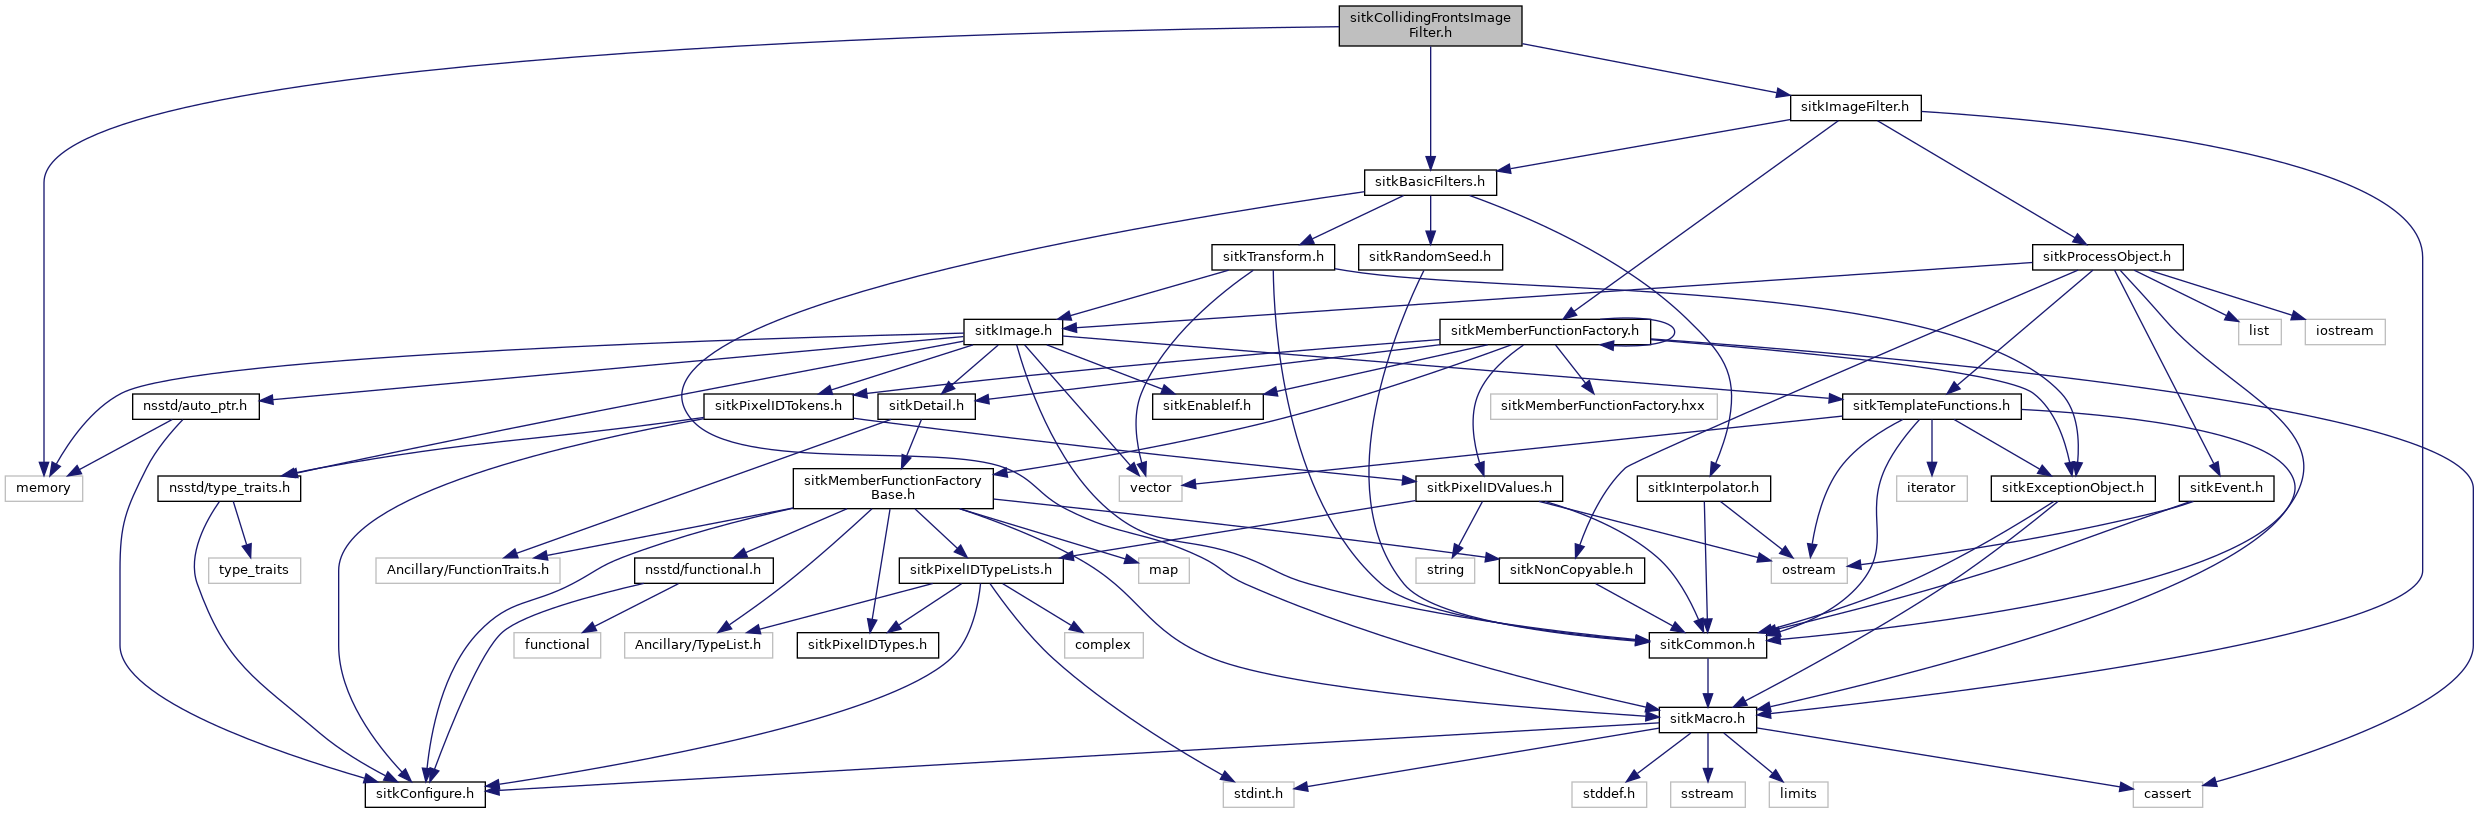 sitkCollidingFrontsImage
Filter.h
sitkImageFilter.h
sitkBasicFilters.h
sitkTransform.h
sitkRandomSeed.h
sitkProcessObject.h
sitkImage.h
sitkMemberFunctionFactory.h
list
iostream
nsstd/auto_ptr.h
sitkPixelIDTokens.h
sitkDetail.h
sitkEnableIf.h
sitkMemberFunctionFactory.hxx
sitkTemplateFunctions.h
memory
nsstd/type_traits.h
sitkMemberFunctionFactory
Base.h
vector
sitkPixelIDValues.h
sitkInterpolator.h
iterator
sitkExceptionObject.h
sitkEvent.h
type_traits
Ancillary/FunctionTraits.h
nsstd/functional.h
sitkPixelIDTypeLists.h
map
string
sitkNonCopyable.h
ostream
functional
Ancillary/TypeList.h
sitkPixelIDTypes.h
complex
sitkCommon.h
sitkMacro.h
sitkConfigure.h
stdint.h
stddef.h
sstream
limits
cassert